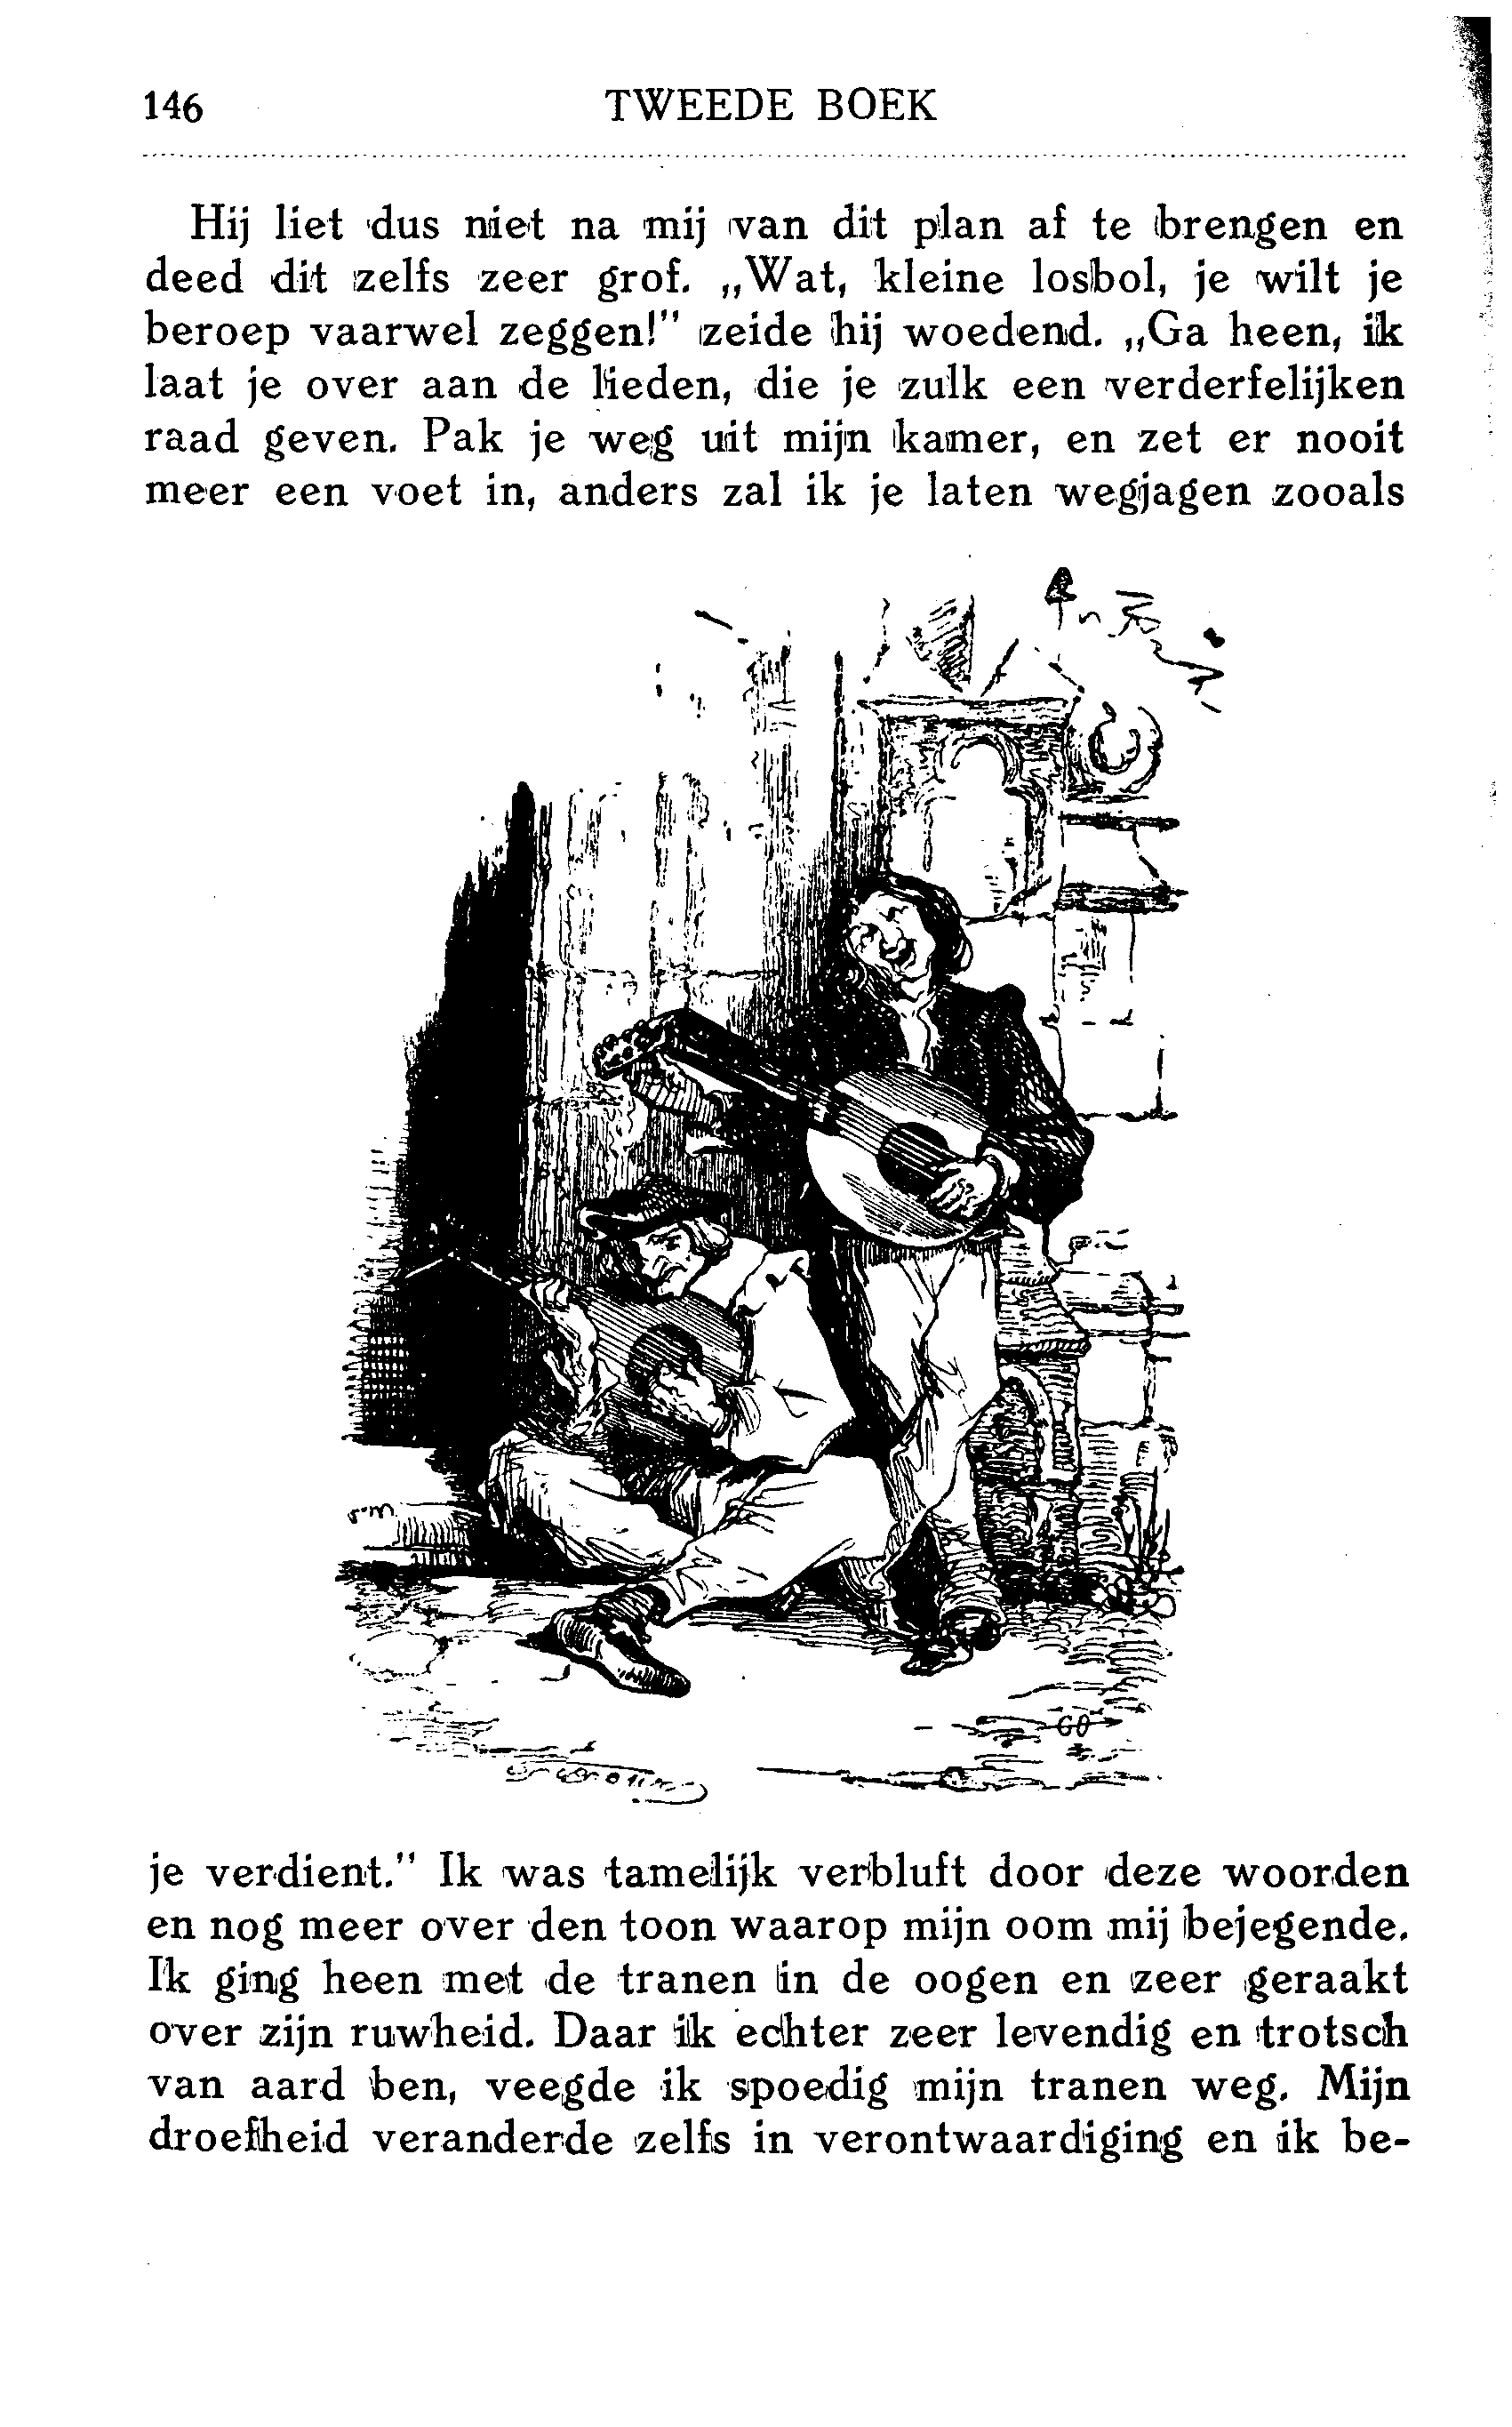 146 TWEEDE BOEK
Hij liet dus niet na mij van dit plan af te brengen en
deed dit zelfs zeer grof. „Wat, kleine losbol, je wilt je
beroep vaarwel zeggen!" zeide hij woedend. „Ga heen, ik
laat je over aan de lieden, die je zulk een verderfelijken
raad geven. Pak je weg uit mijn kamer, en zet er nooit
meer een voet in, anders zal ik je laten wegjagen zooals
je verdient." Ik was tamelijk verbluft door deze woorden
en nog meer over den toon waarop mijn oom mij bejegende.
Ik ging heen met de tranen in de oogen en zeer geraakt
over zijn ruwheid. Daar ik echter zeer levendig en trotsch
van aard ben, veegde ik spoedig mijn tranen weg. Mijn
droefheid veranderde zelfs in verontwaardiging en ik be-